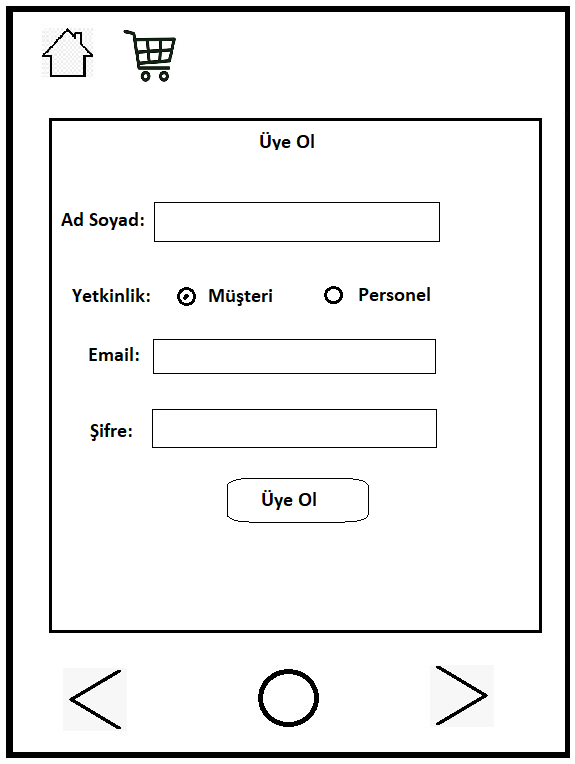 Üye Ol
Ad Soyad:
Yetkinlik: Müşteri Personel
Email:
Şifre:
Üye Ol